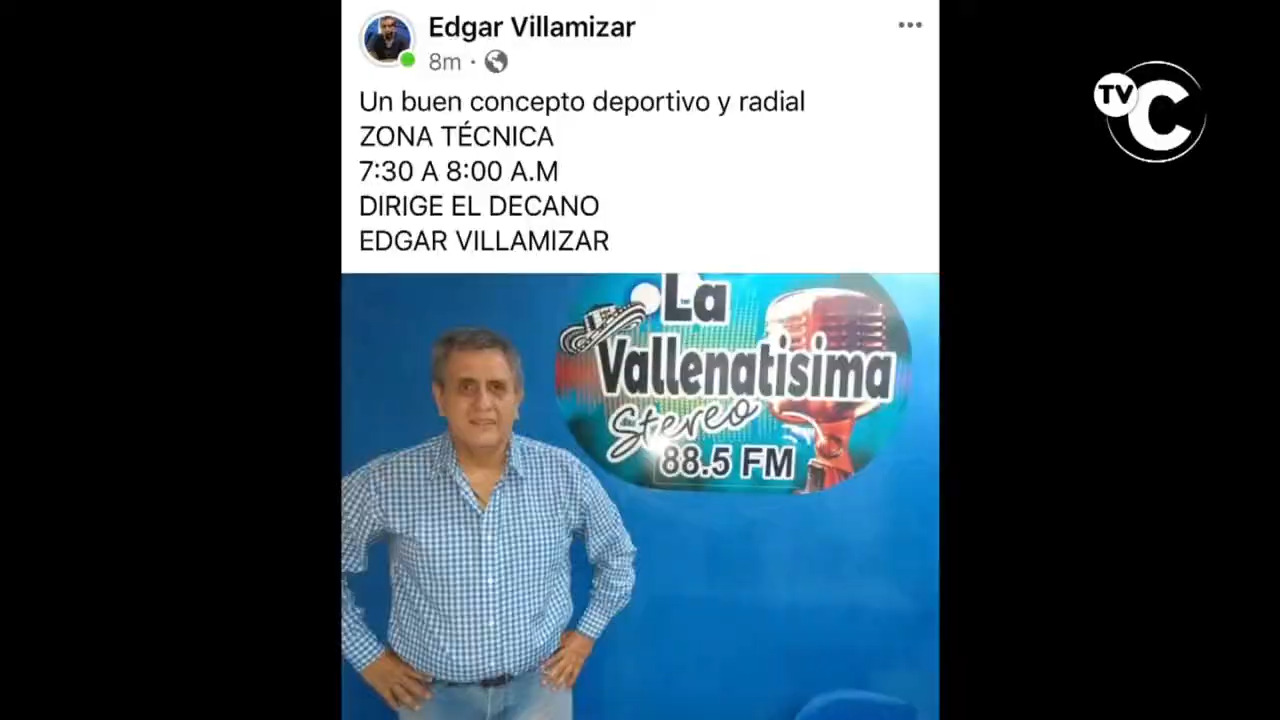 Edgar Villamizar
8m ·
Un buen concepto deportivo y radial
ZONA TÉCNICA
7:30 A 8:00 A.M
DIRIGE EL DECANO
EDGAR VILLAMIZAR
La
Vallenatisima
Stereo
88.5 FM
TV C